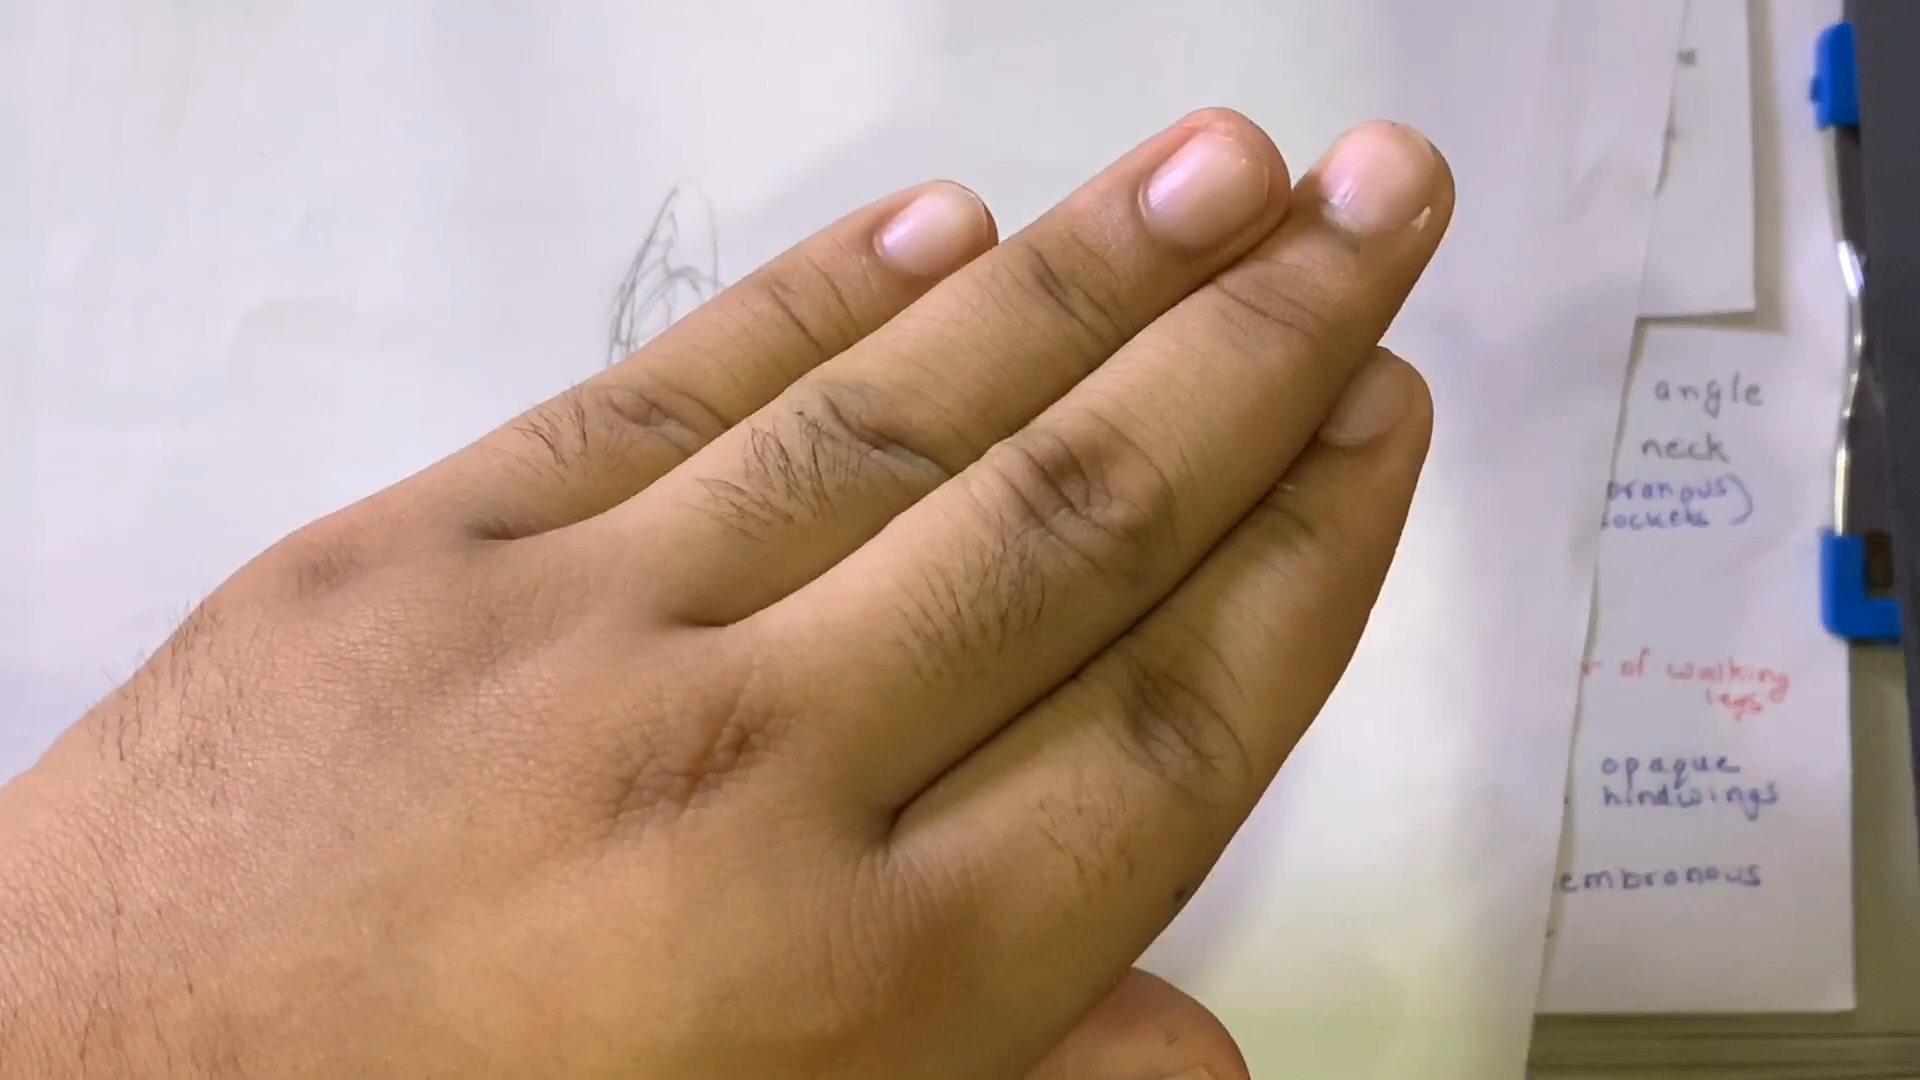 angle
neck
of walking
legs
opaque
hindwings
embronous